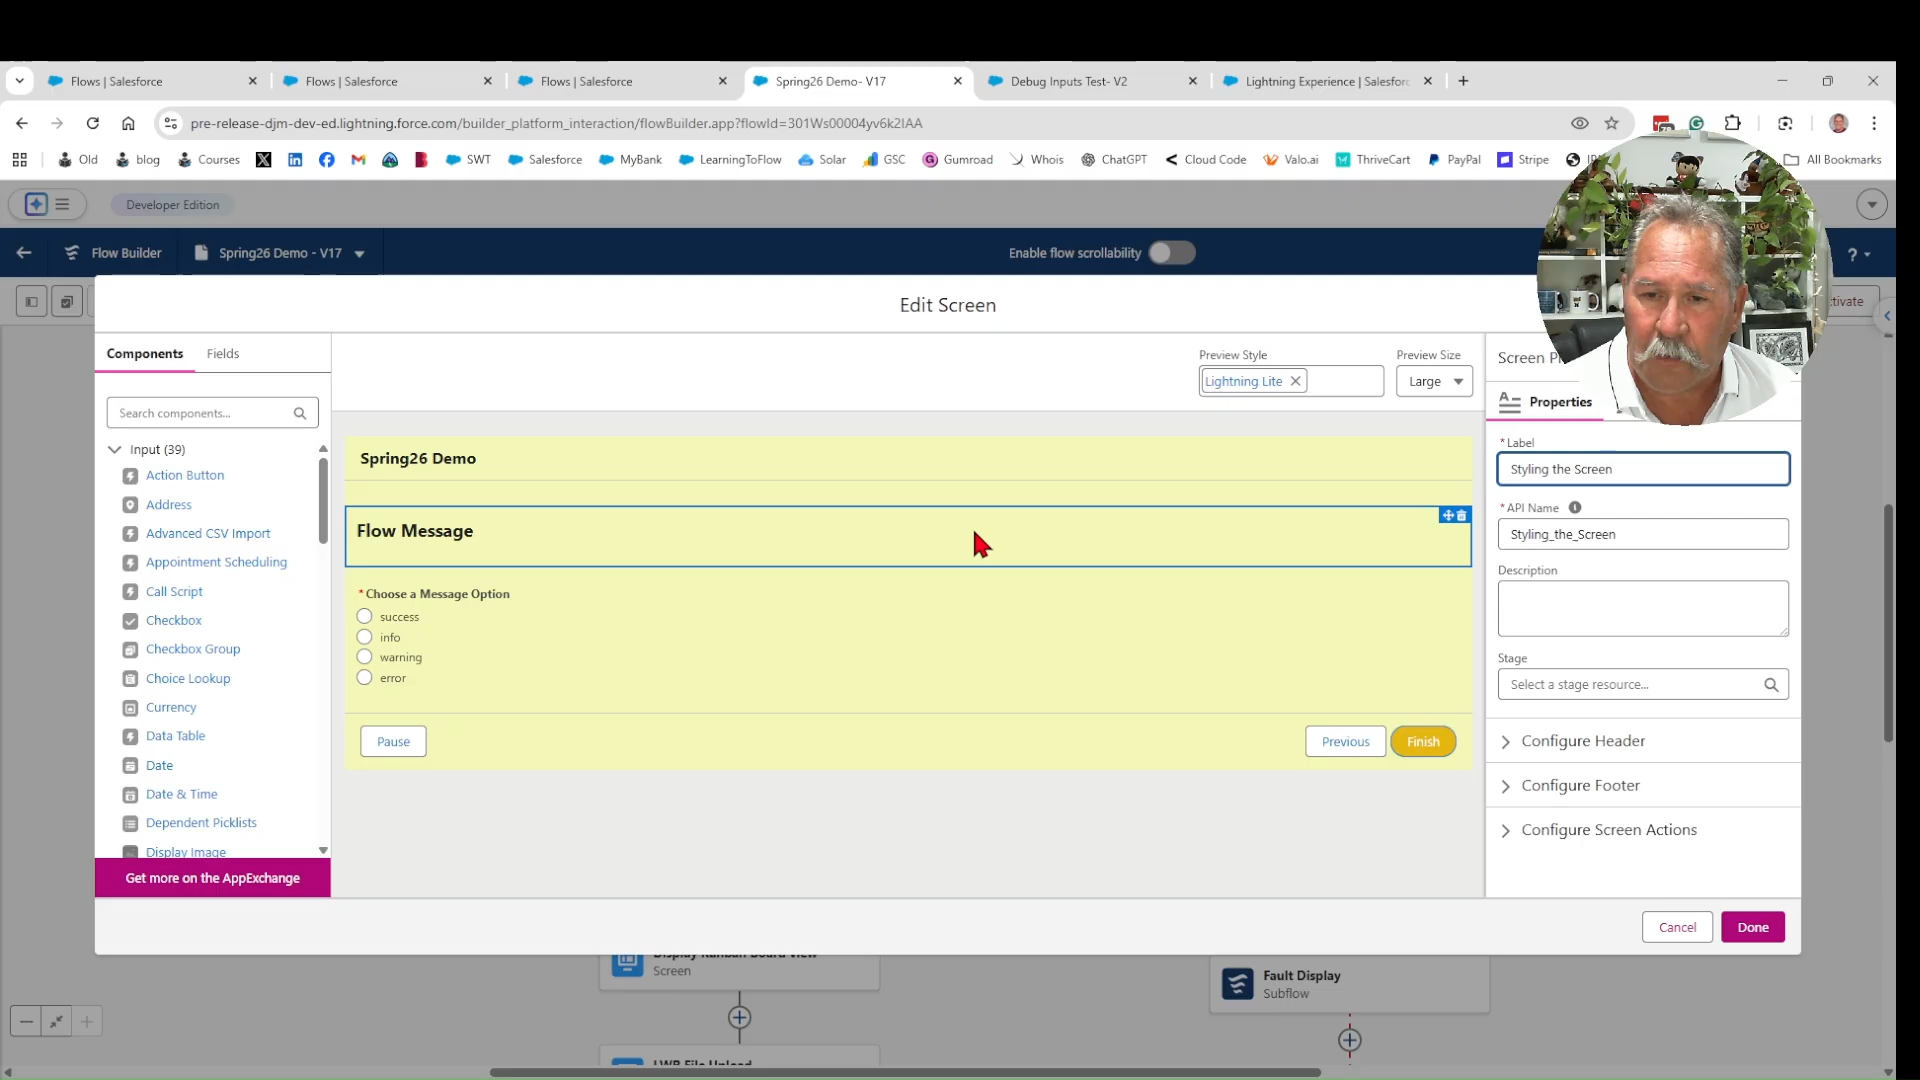 Flows | Salesforce
Flows | Salesforce
Flows | Salesforce
Spring26 Demo- V17
Debug Inputs Test- V2
Lightning Experience | Salesforc
pre-release-djm-dev-ed.lightning.force.com/builder_platform_interaction/flowBuilder.app?flowId=301Ws00004yv6k2IAA
Old
blog
Courses
SWT
Salesforce
MyBank
LearningToFlow
Solar
GSC
Gumroad
Whois
ChatGPT
Cloud Code
Valo.ai
ThriveCart
PayPal
Stripe
All Bookmarks
Developer Edition
Flow Builder
Spring26 Demo - V17
Enable flow scrollability
?
tivate
Edit Screen
Components
Fields
Preview Style
Lightning Lite
Preview Size
Large
Search components...
Input (39)
Action Button
Address
Advanced CSV Import
Appointment Scheduling
Call Script
Checkbox
Checkbox Group
Choice Lookup
Currency
Data Table
Date
Date & Time
Dependent Picklists
Display Image
Get more on the AppExchange
Spring26 Demo
Flow Message
*Choose a Message Option
success
info
warning
error
Pause
Previous
Finish
Screen P
Properties
*Label
Styling the Screen
*API Name
Styling_the_Screen
Description
Stage
Select a stage resource...
Configure Header
Configure Footer
Configure Screen Actions
Cancel
Done
Display Kanban Board View
Screen
Fault Display
Subflow